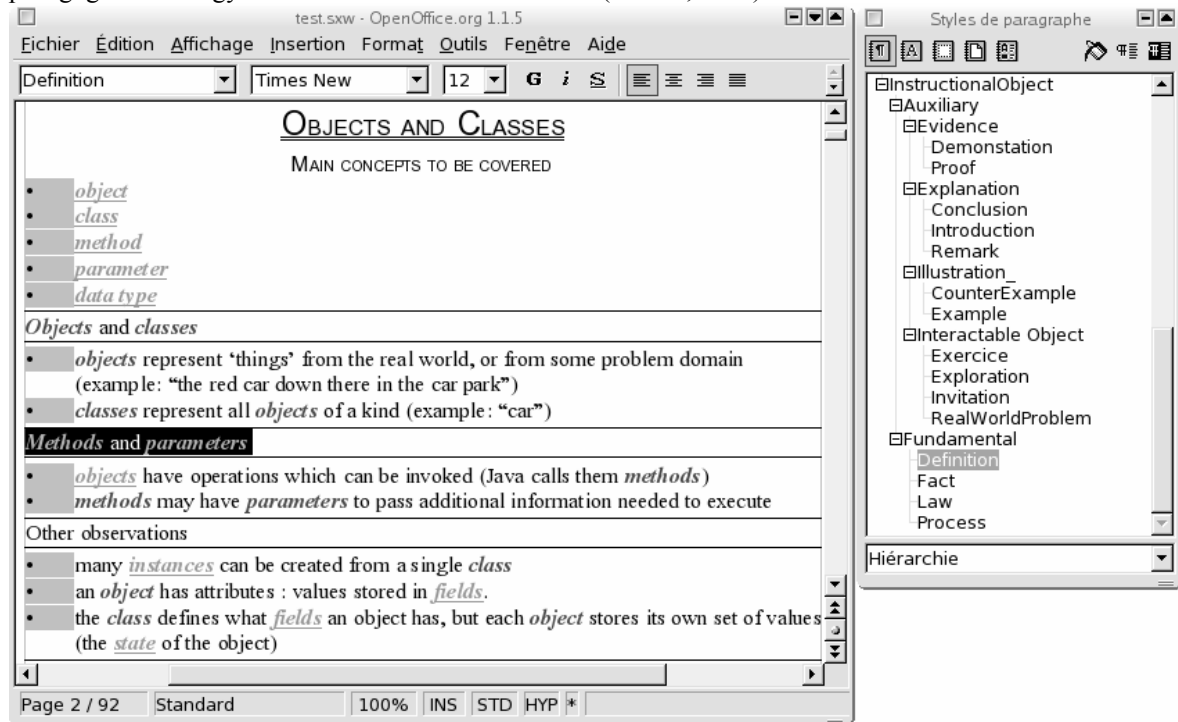 test.sxw - OpenOffice.org 1.1.5
Fichier Édition Affichage Insertion Format Outils Fenêtre Aide
Definition Times New 12 G i S
OBJECTS AND CLASSES
MAIN CONCEPTS TO BE COVERED
• object
• class
• method
• parameter
• data type
Objects and classes
• objects represent ‘things’ from the real world, or from some problem domain
(example: “the red car down there in the car park”)
• classes represent all objects of a kind (example: “car”)
Methods and parameters
• objects have operations which can be invoked (Java calls them methods)
• methods may have parameters to pass additional information needed to execute
Other observations
• many instances can be created from a single class
• an object has attributes : values stored in fields.
• the class defines what fields an object has, but each object stores its own set of values
(the state of the object)
Page 2 / 92 Standard 100% INS STD HYP *
Styles de paragraphe
InstructionalObject
Auxiliary
Evidence
Demonstation
Proof
Explanation
Conclusion
Introduction
Remark
Illustration_
CounterExample
Example
Interactable Object
Exercice
Exploration
Invitation
RealWorldProblem
Fundamental
Definition
Fact
Law
Process
Hiérarchie